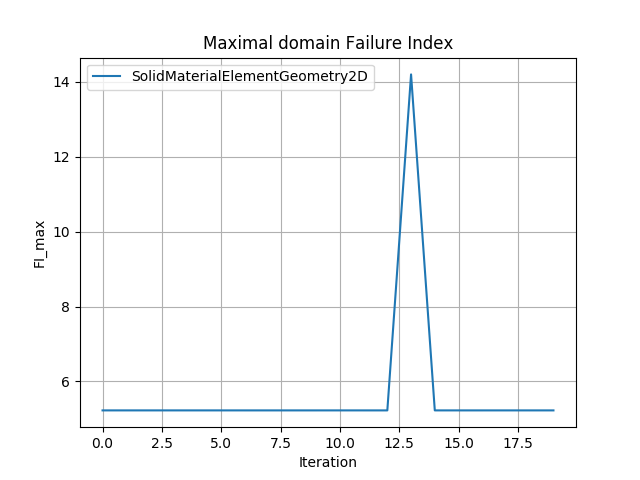 Maximal domain Failure Index
SolidMaterialElementGeometry2D
14
12
10
8
6
FI_max
0.0 2.5 5.0 7.5 10.0 12.5 15.0 17.5
Iteration